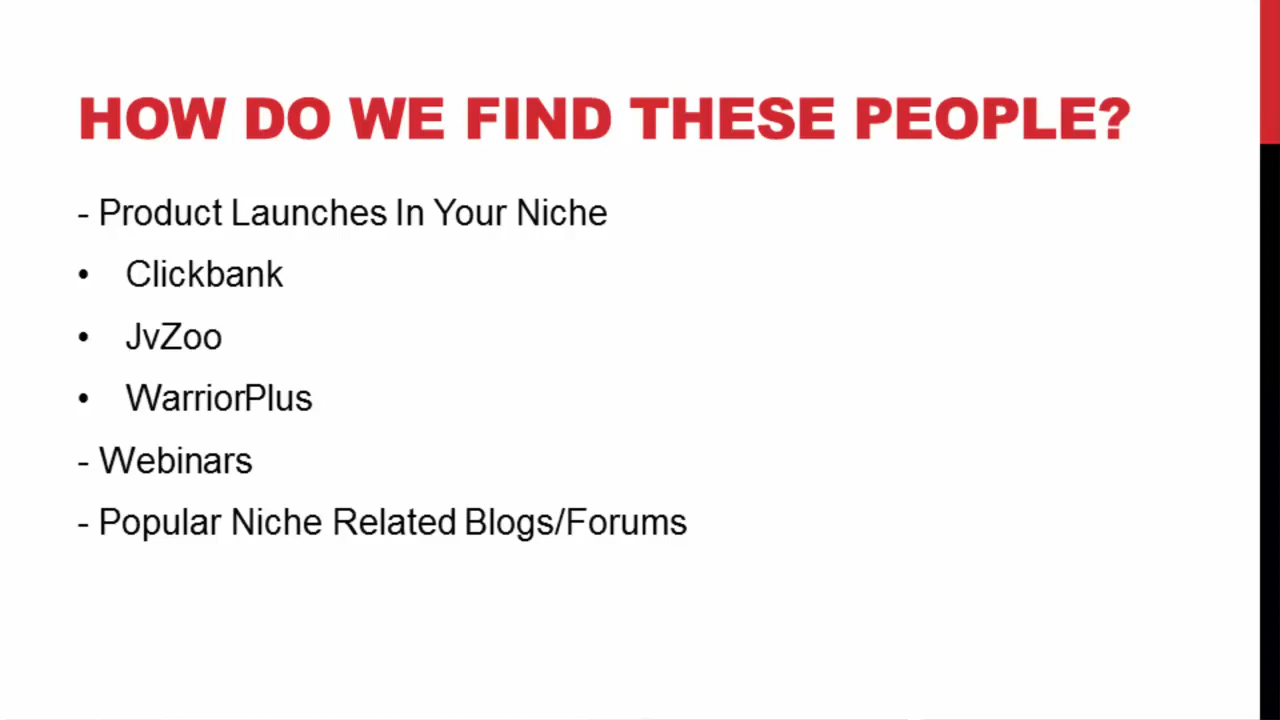 HOW DO WE FIND THESE PEOPLE?
- Product Launches In Your Niche
• Clickbank
• JvZoo
• WarriorPlus
- Webinars
- Popular Niche Related Blogs/Forums